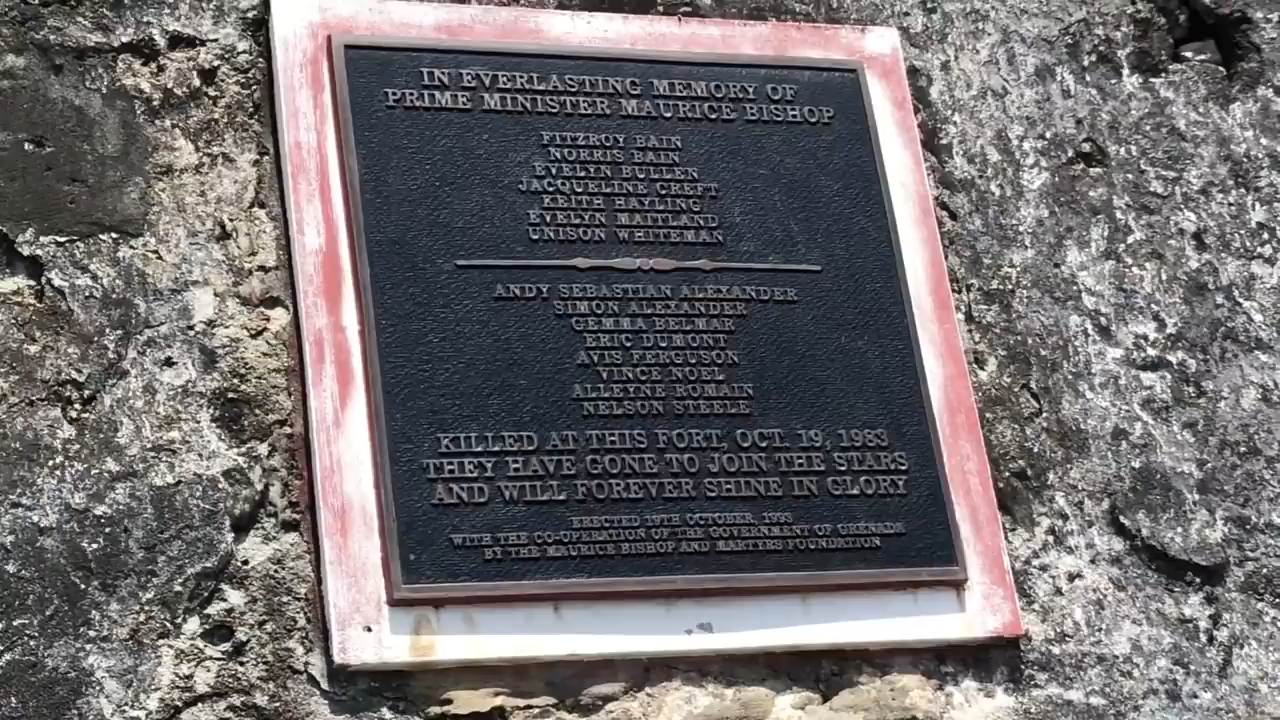 IN EVERLASTING MEMORY OF
PRIME MINISTER MAURICE BISHOP
FITZROY BAIN
NORRIS BAIN
EVELYN BULLEN
JACQUELINE CREFT
KEITH HAYLING
EVELYN MAITLAND
UNISON WHITEMAN
ANDY SEBASTIAN ALEXANDER
SIMON ALEXANDER
GEMMA BELMAR
ERIC DUMONT
AVIS FERGUSON
VINCE NOEL
ALLEYNE ROMAIN
NELSON STEELE
KILLED AT THIS FORT, OCT. 19, 1983
THEY HAVE GONE TO JOIN THE STARS
AND WILL FOREVER SHINE IN GLORY
ERECTED 19TH OCTOBER, 1993
WITH THE CO-OPERATION OF THE GOVERNMENT OF GRENADA
BY THE MAURICE BISHOP AND MARTYRS FOUNDATION